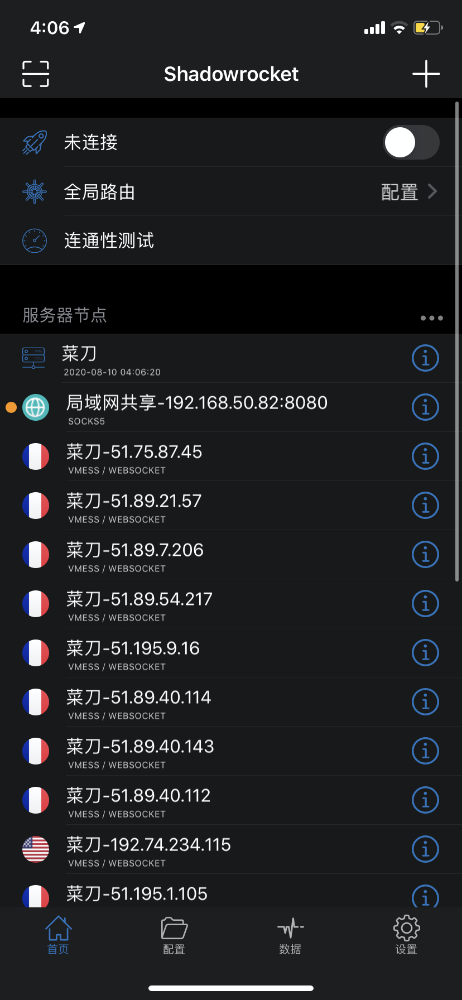 4:06
Shadowrocket
未连接
全局路由 配置
连通性测试
服务器节点
菜刀
2020-08-10 04:06:20
局域网共享-192.168.50.82:8080
SOCKS5
菜刀-51.75.87.45
VMESS / WEBSOCKET
菜刀-51.89.21.57
VMESS / WEBSOCKET
菜刀-51.89.7.206
VMESS / WEBSOCKET
菜刀-51.89.54.217
VMESS / WEBSOCKET
菜刀-51.195.9.16
VMESS / WEBSOCKET
菜刀-51.89.40.114
VMESS / WEBSOCKET
菜刀-51.89.40.143
VMESS / WEBSOCKET
菜刀-51.89.40.112
VMESS / WEBSOCKET
菜刀-192.74.234.115
VMESS / WEBSOCKET
菜刀-51.195.1.105
首页 配置 数据 设置